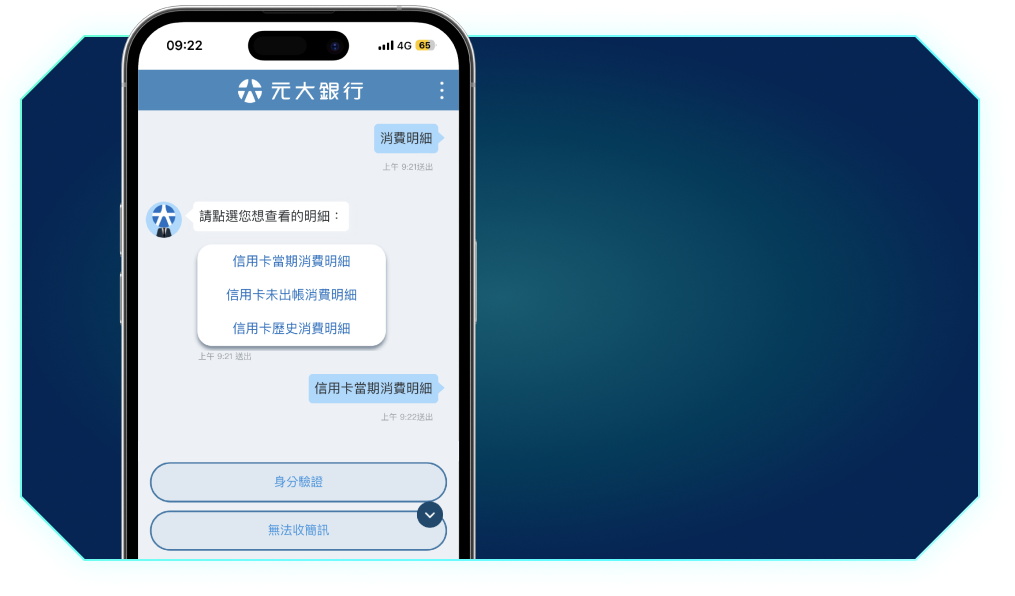 09:22
4G 65
元大銀行
消費明細
上午 9:21送出
請點選您想查看的明細：
信用卡當期消費明細
信用卡未出帳消費明細
信用卡歷史消費明細
上午 9:21 送出
信用卡當期消費明細
上午 9:22送出
身分驗證
無法收簡訊